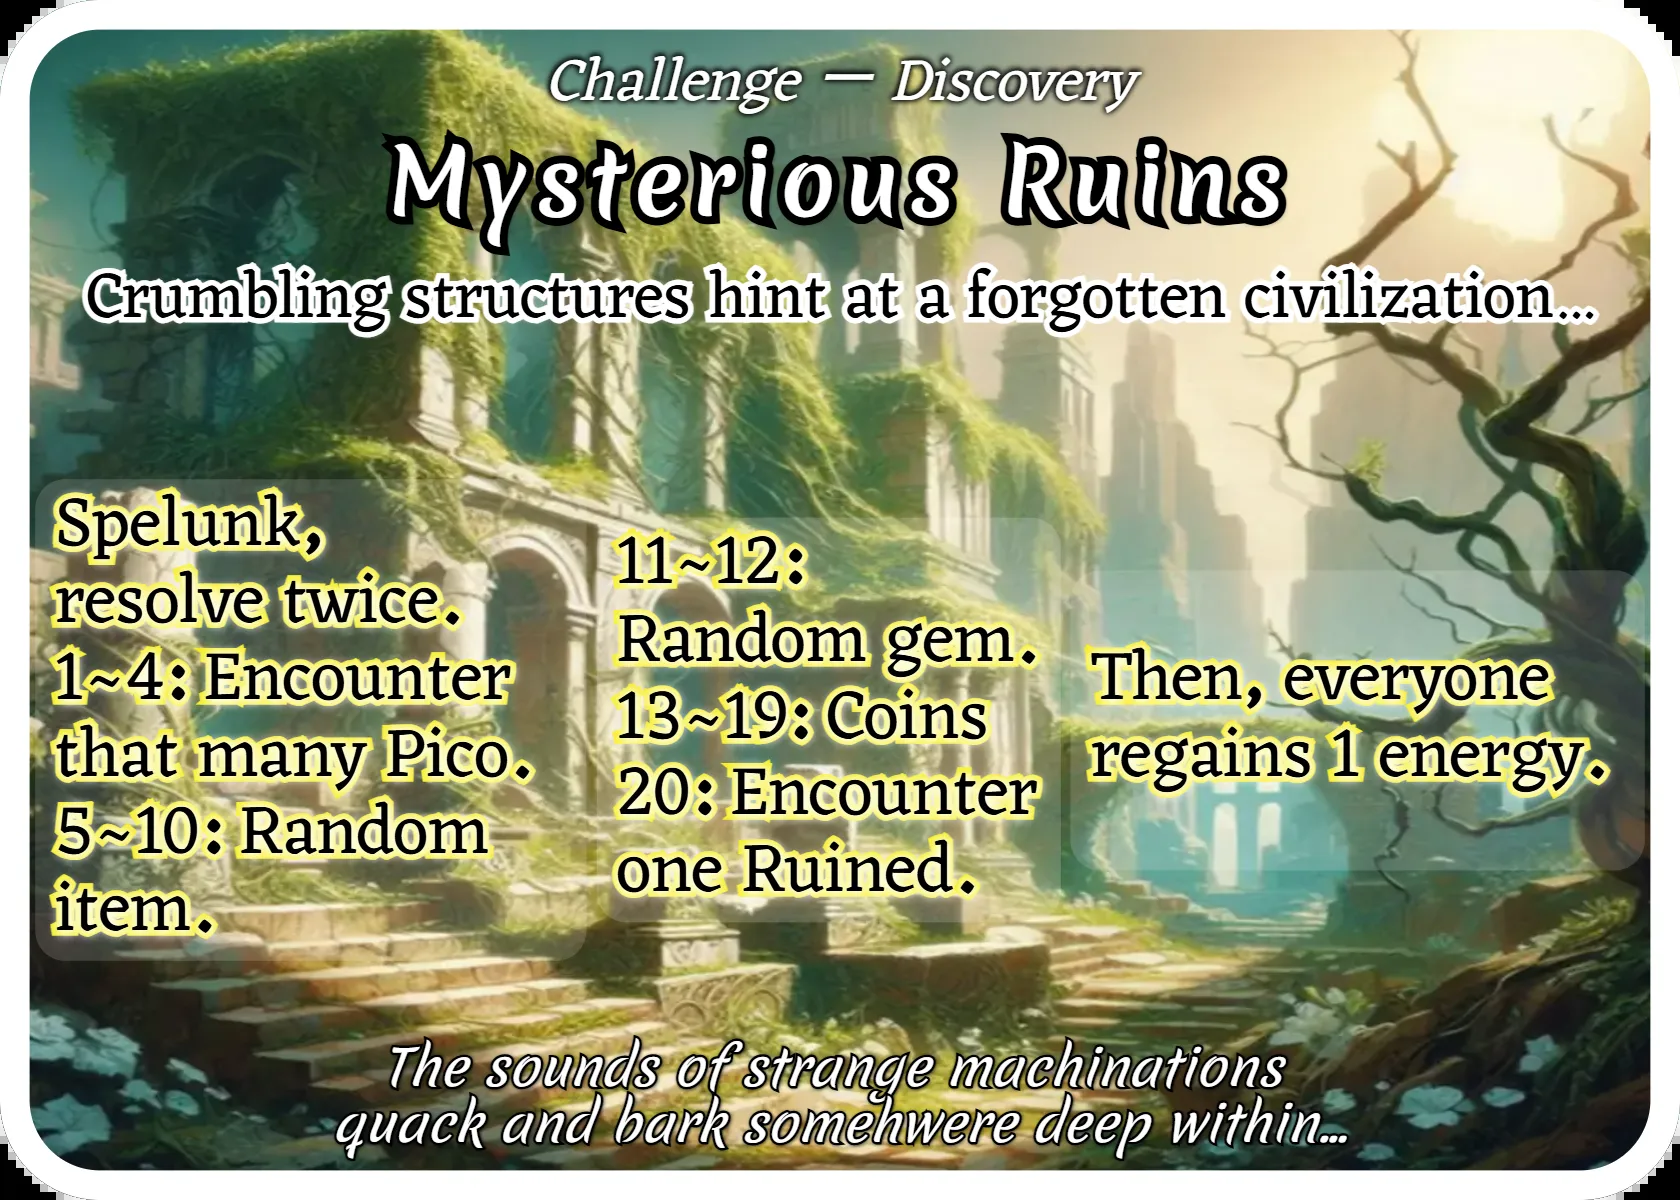 Challenge — Discovery
Mysterious Ruins
Crumbling structures hint at a forgotten civilization...
Spelunk,
resolve twice.
1~4: Encounter
that many Pico.
5~10: Random
item.
11~12:
Random gem.
13~19: Coins
20: Encounter
one Ruined.
Then, everyone
regains 1 energy.
The sounds of strange machinations
quack and bark somehwere deep within...